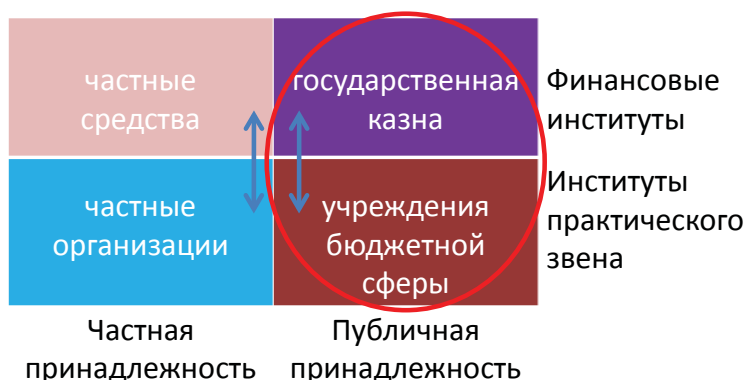 частные
средства
государственная
казна
Финансовые
институты
частные
организации
учреждения
бюджетной
сферы
Институты
практического
звена
Частная
принадлежность
Публичная
принадлежность